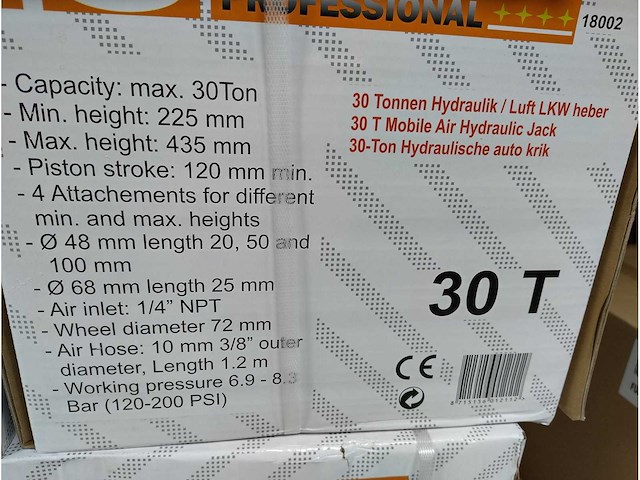 PROFESSIONAL
18002
- Capacity: max. 30Ton
- Min. height: 225 mm
- Max. height: 435 mm
- Piston stroke: 120 mm min.
- 4 Attachements for different
min. and max. heights
- Ø 48 mm length 20, 50 and
100 mm
- Ø 68 mm length 25 mm
- Air inlet: 1/4” NPT
- Wheel diameter 72 mm
- Air Hose: 10 mm 3/8” outer
diameter, Length 1.2 m
- Working pressure 6.9 - 8.3
Bar (120-200 PSI)
30 Tonnen Hydraulik / Luft LKW heber
30 T Mobile Air Hydraulic Jack
30-Ton Hydraulische auto krik
30 T
CE